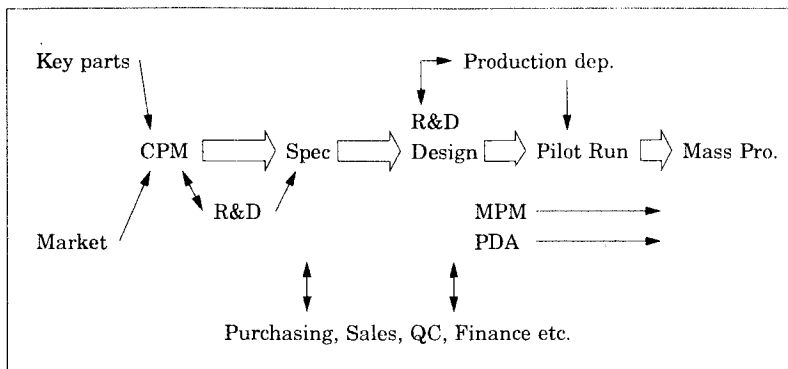 Key parts
Production dep.
R&D
CPM Spec Design Pilot Run Mass Pro.
R&D
MPM
Market
PDA
Purchasing, Sales, QC, Finance etc.